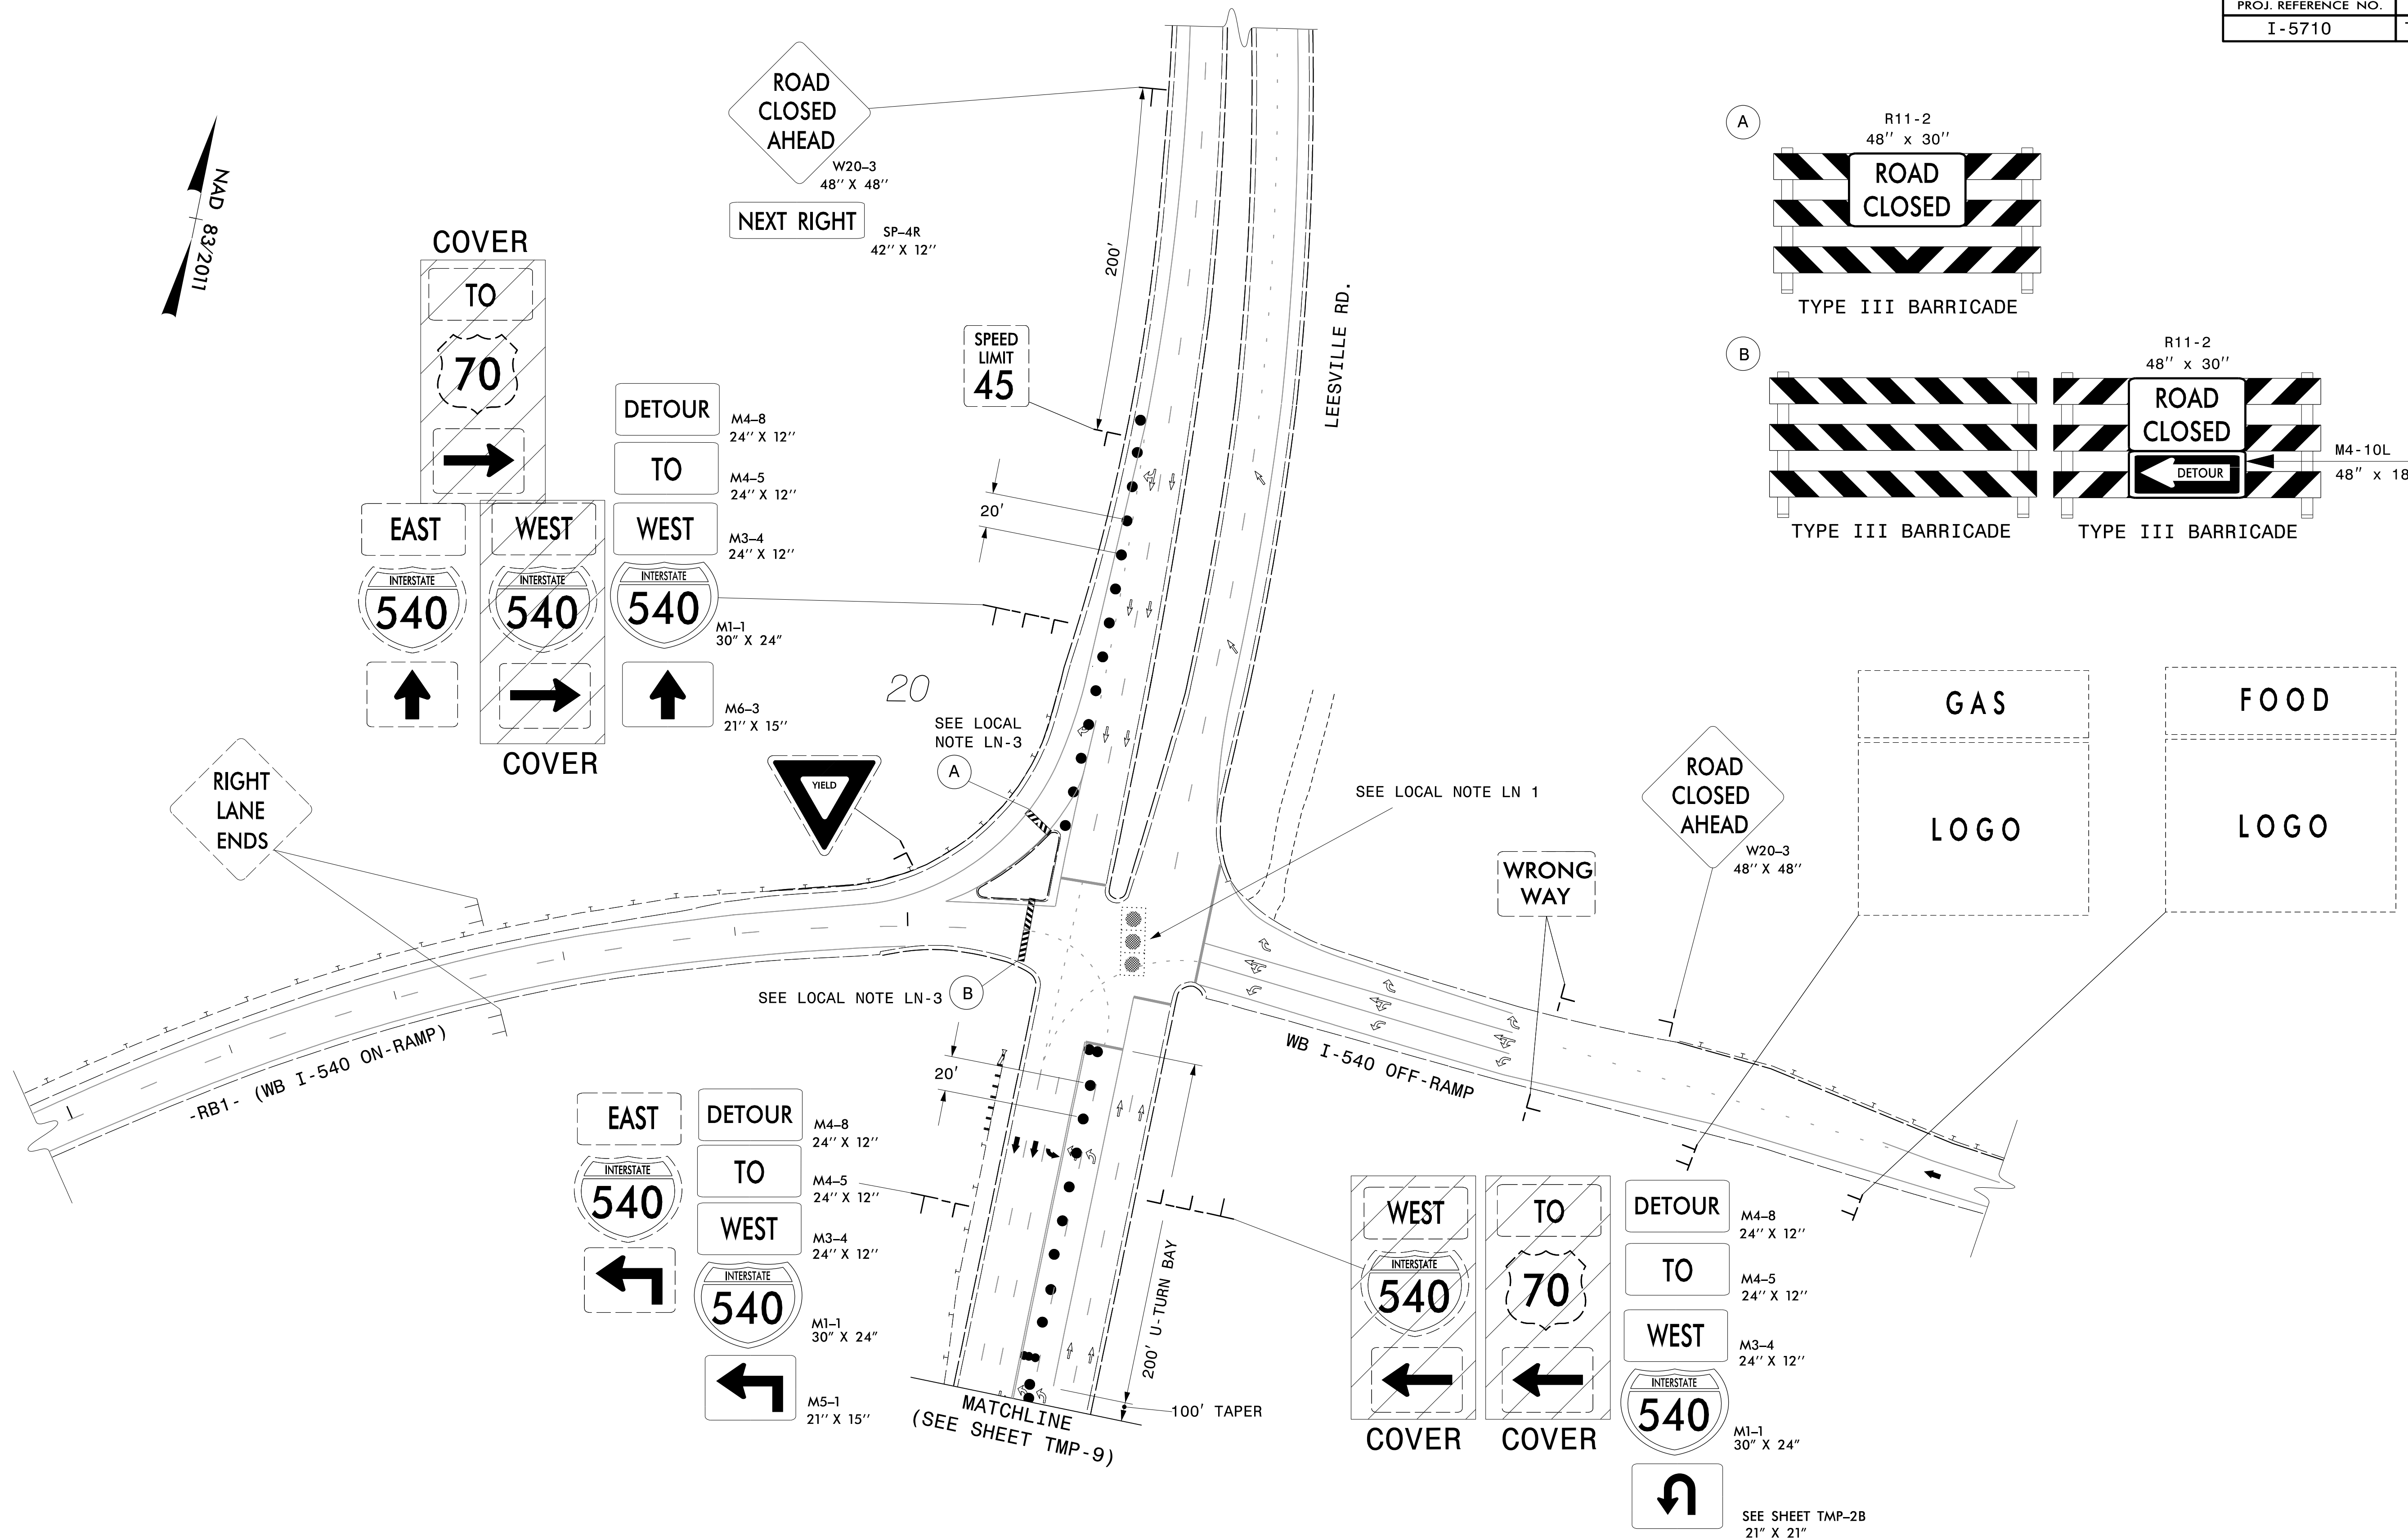 PROJ. REFERENCE NO.
I-5710
ROAD
CLOSED
AHEAD
W20-3
48'' X 48''
NEXT RIGHT
SP-4R
42'' X 12''
NAD 83/2011
200'
LEESVILLE RD.
A
R11-2
48'' x 30''
ROAD
CLOSED
TYPE III BARRICADE
B
R11-2
48'' x 30''
ROAD
CLOSED
DETOUR
M4-10L
48" x 18
TYPE III BARRICADE
TYPE III BARRICADE
COVER
TO
70
EAST
INTERSTATE
540
WEST
INTERSTATE
540
COVER
DETOUR
M4-8
24'' X 12''
TO
M4-5
24'' X 12''
WEST
M3-4
24'' X 12''
INTERSTATE
540
M1-1
30" X 24"
M6-3
21'' X 15''
SPEED
LIMIT
45
20'
20
SEE LOCAL
NOTE LN-3
A
YIELD
RIGHT
LANE
ENDS
SEE LOCAL NOTE LN 1
WRONG
WAY
ROAD
CLOSED
AHEAD
W20-3
48'' X 48''
GAS
LOGO
FOOD
LOGO
SEE LOCAL NOTE LN-3
B
-RB1- (WB I-540 ON-RAMP)
WB I-540 OFF-RAMP
20'
EAST
INTERSTATE
540
DETOUR
M4-8
24'' X 12''
TO
M4-5
24'' X 12''
WEST
M3-4
24'' X 12''
INTERSTATE
540
M1-1
30" X 24"
M5-1
21'' X 15''
200' U-TURN BAY
100' TAPER
MATCHLINE
(SEE SHEET TMP-9)
WEST
INTERSTATE
540
COVER
TO
70
COVER
DETOUR
M4-8
24'' X 12''
TO
M4-5
24'' X 12''
WEST
M3-4
24'' X 12''
INTERSTATE
540
M1-1
30" X 24"
SEE SHEET TMP-2B
21" X 21"